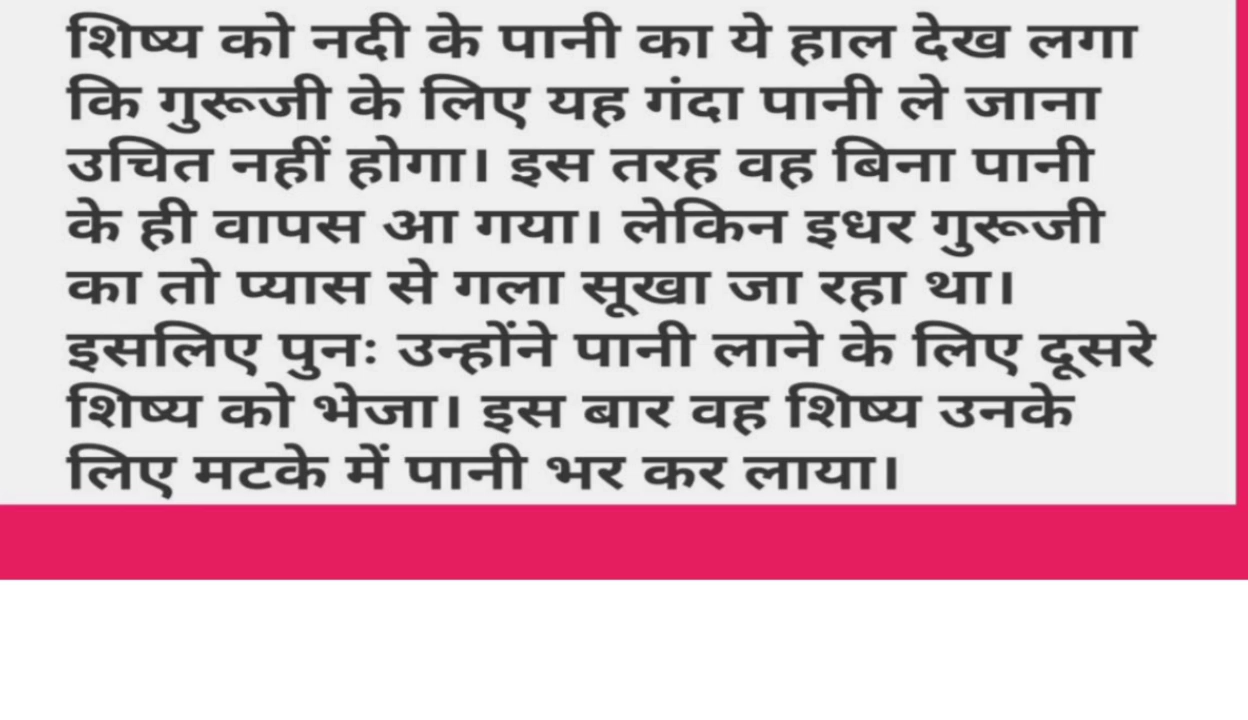 शिष्य को नदी के पानी का ये हाल देख लगा
कि गुरूजी के लिए यह गंदा पानी ले जाना
उचित नहीं होगा। इस तरह वह बिना पानी
के ही वापस आ गया। लेकिन इधर गुरूजी
का तो प्यास से गला सूखा जा रहा था।
इसलिए पुनः उन्होंने पानी लाने के लिए दूसरे
शिष्य को भेजा। इस बार वह शिष्य उनके
लिए मटके में पानी भर कर लाया।